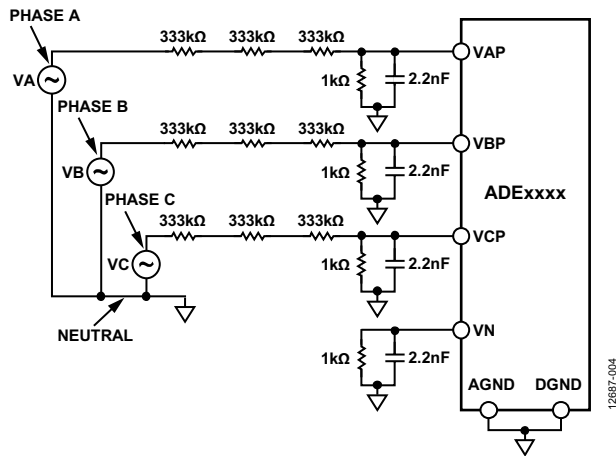 PHASE A
333kΩ 333kΩ 333kΩ
VAP
VA
1kΩ
2.2nF
PHASE B
333kΩ 333kΩ 333kΩ
VBP
VB
1kΩ
2.2nF
ADExxxx
PHASE C
333kΩ 333kΩ 333kΩ
VCP
VC
1kΩ
2.2nF
NEUTRAL
VN
1kΩ
2.2nF
AGND DGND
12687-004